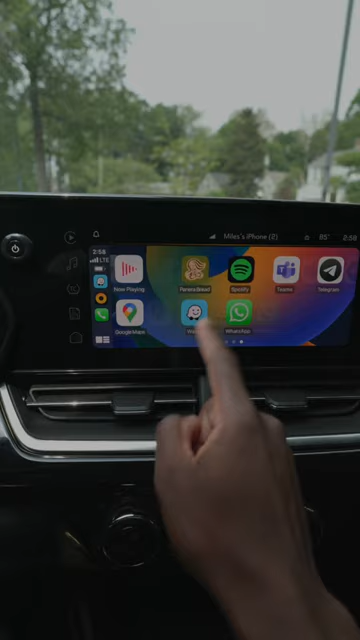 Miles's iPhone (2) 85° 2:58
2:58
LTE
Now Playing Panera Bread Spotify Teams Telegram
Google Maps WhatsApp